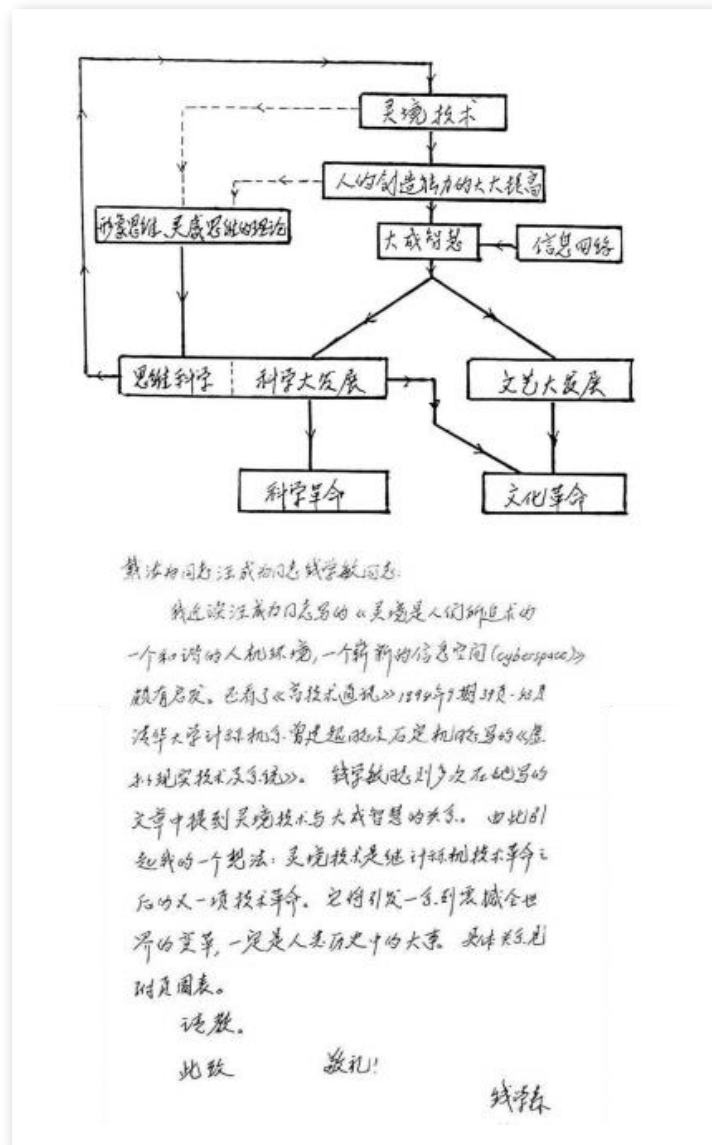 灵境技术
人的创造能力的大大提高
形象思维、灵感思维的理论
大成智慧
信息网络
思维科学 科学大发展
文艺大发展
科学革命
文化革命
戴汝为同志汪成为同志钱学敏同志:
我近读汪成为同志写的《灵境是人们所追求的
一个和谐的人机环境,一个崭新的信息空间(cyberspace)》
颇有启发。也看了《高技术通讯》1994年9期39页-43页
清华大学计标机系曾建超同志、石定机同志写的《虚
拟现实技术及系统》。 钱学敏同志则多次在她写的
文章中提到灵境技术与大成智慧的关系。 由此引
起我的一个想法:灵境技术是继计标机技术革命之
后的又一项技术革命。 它将引发一系列震撼全世
界的变革,一定是人类历史中的大事。 具体关系见
附页图表。
请教。
此致 敬礼!
钱学森